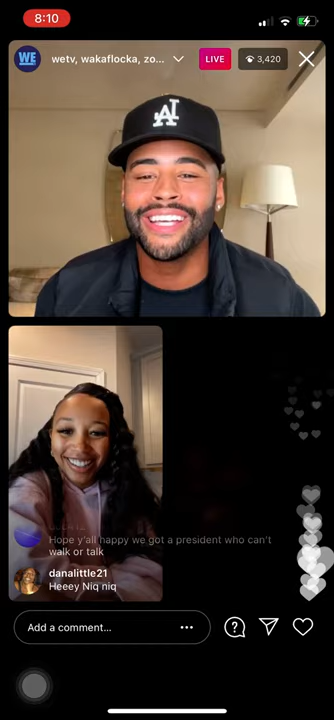 8:10
WE
wetv, wakaflocka, zo...
LIVE
3,420
Hope y'all happy we got a president who can't
walk or talk
danalittle21
Heeey Niq niq
Add a comment...